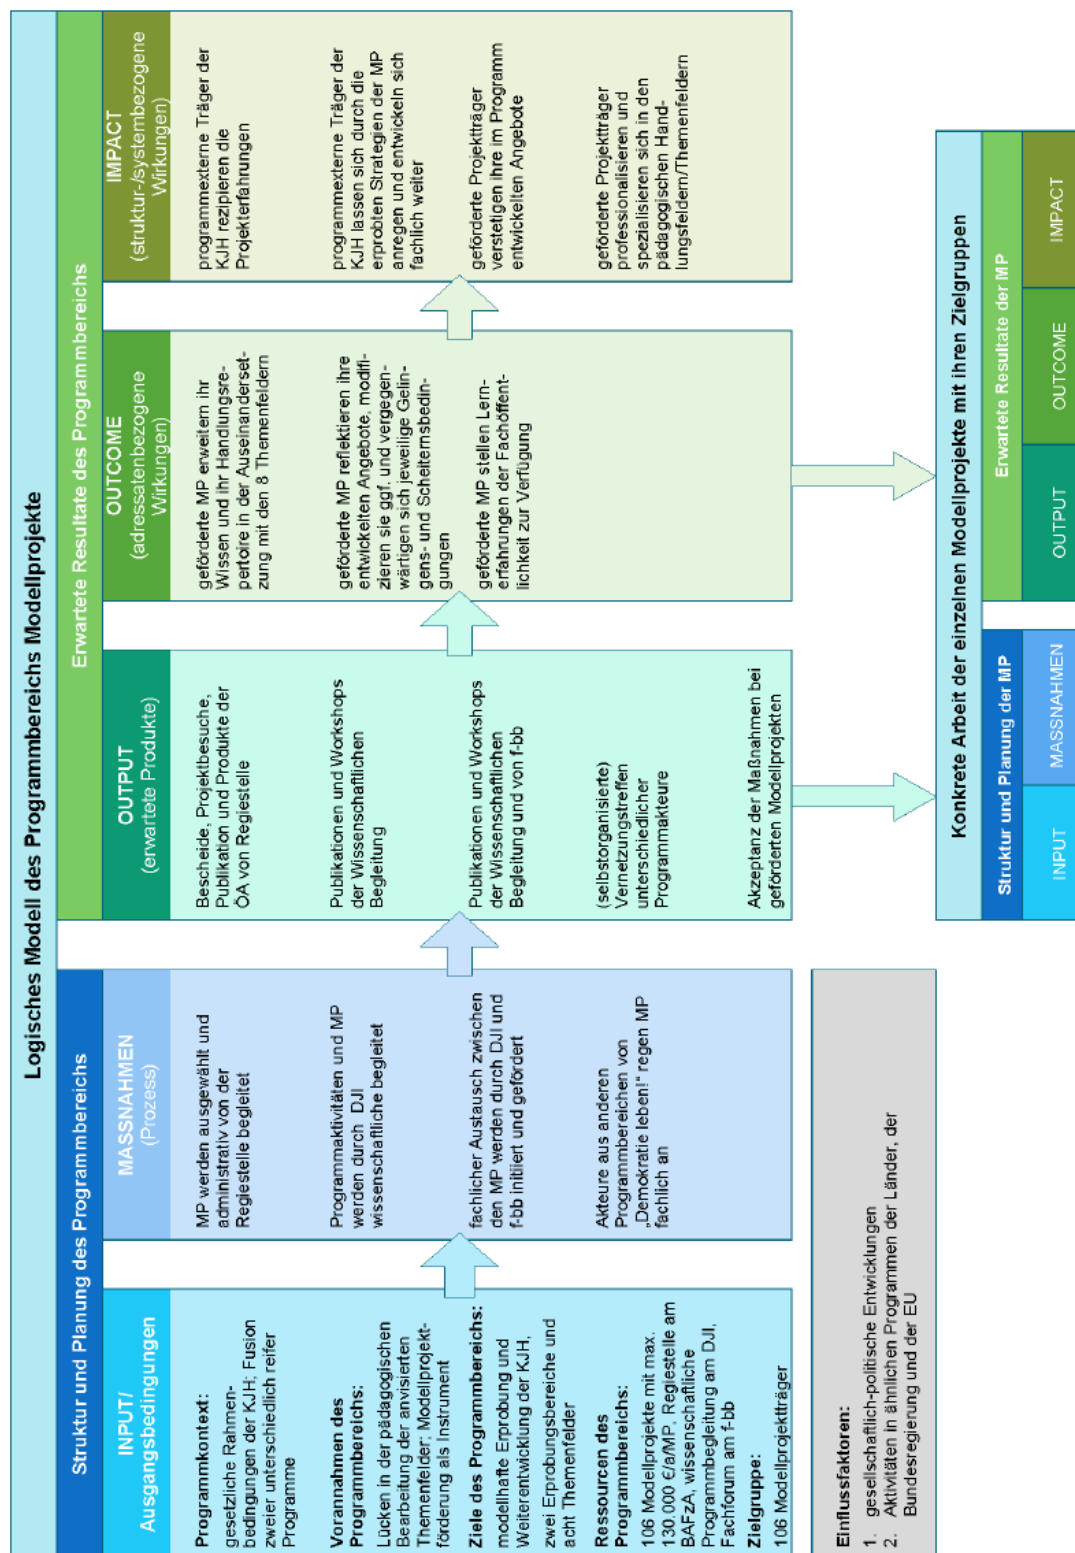 Logisches Modell des Programmbereichs Modellprojekte
Struktur und Planung des Programmbereichs
Erwartete Resultate des Programmbereichs
INPUT/
Ausgangsbedingungen
Programmkontext:
gesetzliche Rahmen-
bedingungen der KJH; Fusion
zweier unterschiedlich reifer
Programme
Vorannahmen des
Programmbereichs:
Lücken in der pädagogischen
Bearbeitung der anvisierten
Themenfelder; Modellprojekt-
förderung als Instrument
Ziele des Programmbereichs:
modellhafte Erprobung und
Weiterentwicklung der KJH,
zwei Erprobungsbereiche und
acht Themenfelder
Ressourcen des
Programmbereichs:
106 Modellprojekte mit max.
130.000 €/a/MP, Regiestelle am
BAFzA, wissenschaftliche
Programmbegleitung am DJI,
Fachforum am f-bb
Zielgruppe:
106 Modellprojektträger
MASSNAHMEN
(Prozess)
MP werden ausgewählt und
administrativ von der
Regiestelle begleitet
Programmaktivitäten und MP
werden durch DJI
wissenschaftliche begleitet
fachlicher Austausch zwischen
den MP werden durch DJI und
f-bb initiiert und gefördert
Akteure aus anderen
Programmbereichen von
„Demokratie leben!“ regen MP
fachlich an
OUTPUT
(erwartete Produkte)
Bescheide, Projektbesuche,
Publikation und Produkte der
ÖA von Regiestelle
Publikationen und Workshops
der Wissenschaftlichen
Begleitung
Publikationen und Workshops
der Wissenschaftlichen
Begleitung und von f-bb
(selbstorganisierte)
Vernetzungstreffen
unterschiedlicher
Programmakteure
Akzeptanz der Maßnahmen bei
geförderten Modellprojekten
OUTCOME
(adressatenbezogene
Wirkungen)
geförderte MP erweitern ihr
Wissen und ihr Handlungsre-
pertoire in der Auseinanderset-
zung mit den 8 Themenfeldern
geförderte MP reflektieren ihre
entwickelten Angebote, modifi-
zieren sie ggf. und vergegen-
wärtigen sich jeweilige Gelin-
gens- und Scheiternsbedin-
gungen
geförderte MP stellen Lern-
erfahrungen der Fachöffent-
lichkeit zur Verfügung
IMPACT
(struktur-/systembezogene
Wirkungen)
programmexterne Träger der
KJH rezipieren die
Projekterfahrungen
programmexterne Träger der
KJH lassen sich durch die
erprobten Strategien der MP
anregen und entwickeln sich
fachlich weiter
geförderte Projektträger
verstetigen ihre im Programm
entwickelten Angebote
geförderte Projektträger
professionalisieren und
spezialisieren sich in den
pädagogischen Hand-
lungsfeldern/Themenfeldern
Einflussfaktoren:
1. gesellschaftlich-politische Entwicklungen
2. Aktivitäten in ähnlichen Programmen der Länder, der
Bundesregierung und der EU
Konkrete Arbeit der einzelnen Modellprojekte mit ihren Zielgruppen
Struktur und Planung der MP
Erwartete Resultate der MP
INPUT
MASSNAHMEN
OUTPUT
OUTCOME
IMPACT